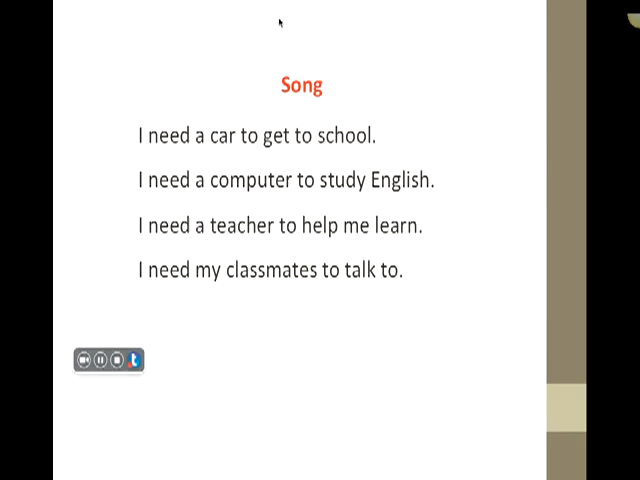 Song
I need a car to get to school.
I need a computer to study English.
I need a teacher to help me learn.
I need my classmates to talk to.